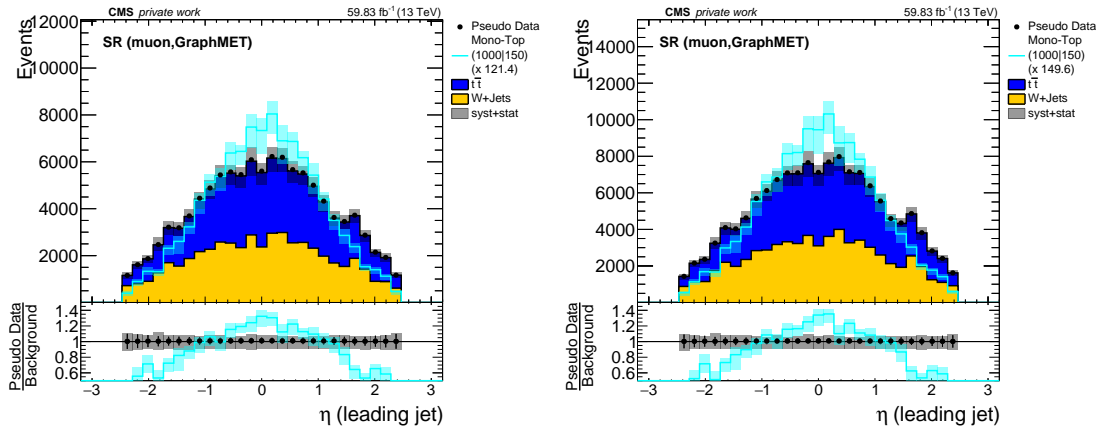 CMS private work 59.83 fb⁻¹ (13 TeV)
SR (muon,GraphMET)
Events
12000
10000
8000
6000
4000
2000
Pseudo Data
Mono-Top
(1000|150)
(x 121.4)
tt̅
W+Jets
syst+stat
Pseudo Data
Background
1.4
1.2
1
0.8
0.6
−3 −2 −1 0 1 2 3
η (leading jet)
CMS private work 59.83 fb⁻¹ (13 TeV)
SR (muon,GraphMET)
Events
14000
12000
10000
8000
6000
4000
2000
Pseudo Data
Mono-Top
(1000|150)
(x 149.6)
tt̅
W+Jets
syst+stat
Pseudo Data
Background
1.4
1.2
1
0.8
0.6
−3 −2 −1 0 1 2 3
η (leading jet)